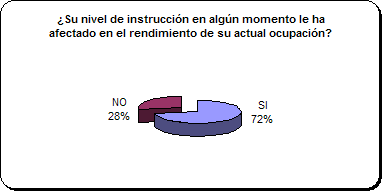 ¿Su nivel de instrucción en algún momento le ha
afectado en el rendimiento de su actual ocupación?
NO
28%
SI
72%